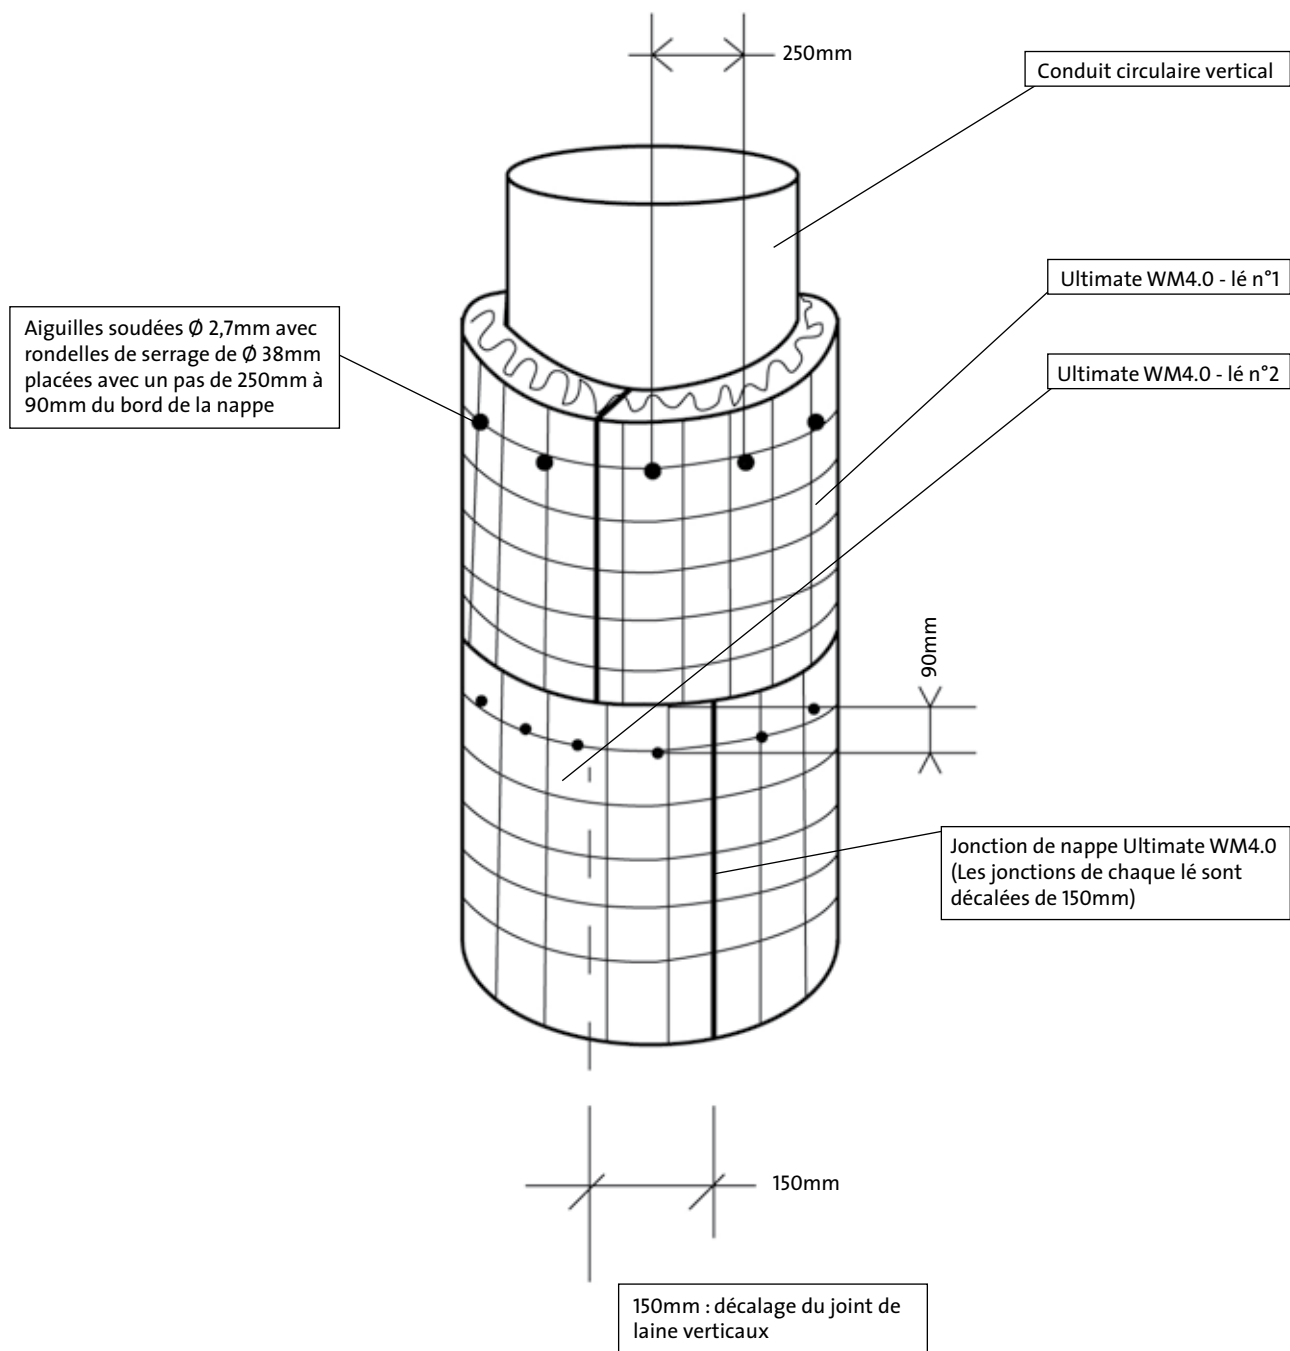 250mm
Conduit circulaire vertical
Ultimate WM4.0 - lé n°1
Aiguilles soudées Ø 2,7mm avec
rondelles de serrage de Ø 38mm
placées avec un pas de 250mm à
90mm du bord de la nappe
Ultimate WM4.0 - lé n°2
90mm
Jonction de nappe Ultimate WM4.0
(Les jonctions de chaque lé sont
décalées de 150mm)
150mm
150mm : décalage du joint de
laine verticaux